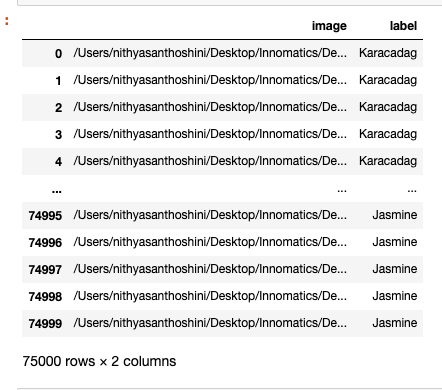 :
image label
0 /Users/nithyasanthoshini/Desktop/Innomatics/De... Karacadag
1 /Users/nithyasanthoshini/Desktop/Innomatics/De... Karacadag
2 /Users/nithyasanthoshini/Desktop/Innomatics/De... Karacadag
3 /Users/nithyasanthoshini/Desktop/Innomatics/De... Karacadag
4 /Users/nithyasanthoshini/Desktop/Innomatics/De... Karacadag
... ... ...
74995 /Users/nithyasanthoshini/Desktop/Innomatics/De... Jasmine
74996 /Users/nithyasanthoshini/Desktop/Innomatics/De... Jasmine
74997 /Users/nithyasanthoshini/Desktop/Innomatics/De... Jasmine
74998 /Users/nithyasanthoshini/Desktop/Innomatics/De... Jasmine
74999 /Users/nithyasanthoshini/Desktop/Innomatics/De... Jasmine
75000 rows × 2 columns